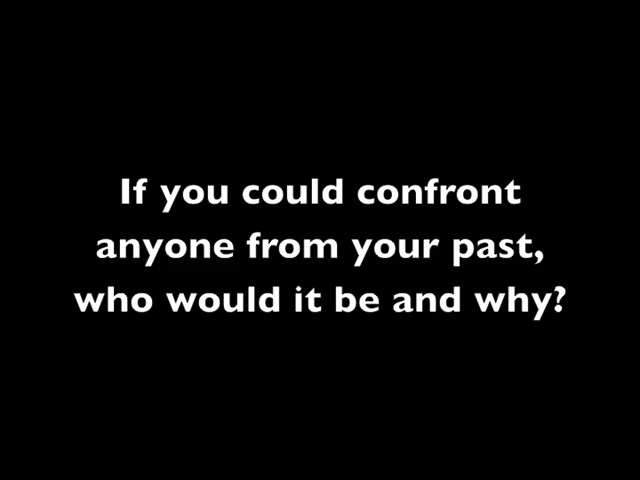 If you could confront
anyone from your past,
who would it be and why?